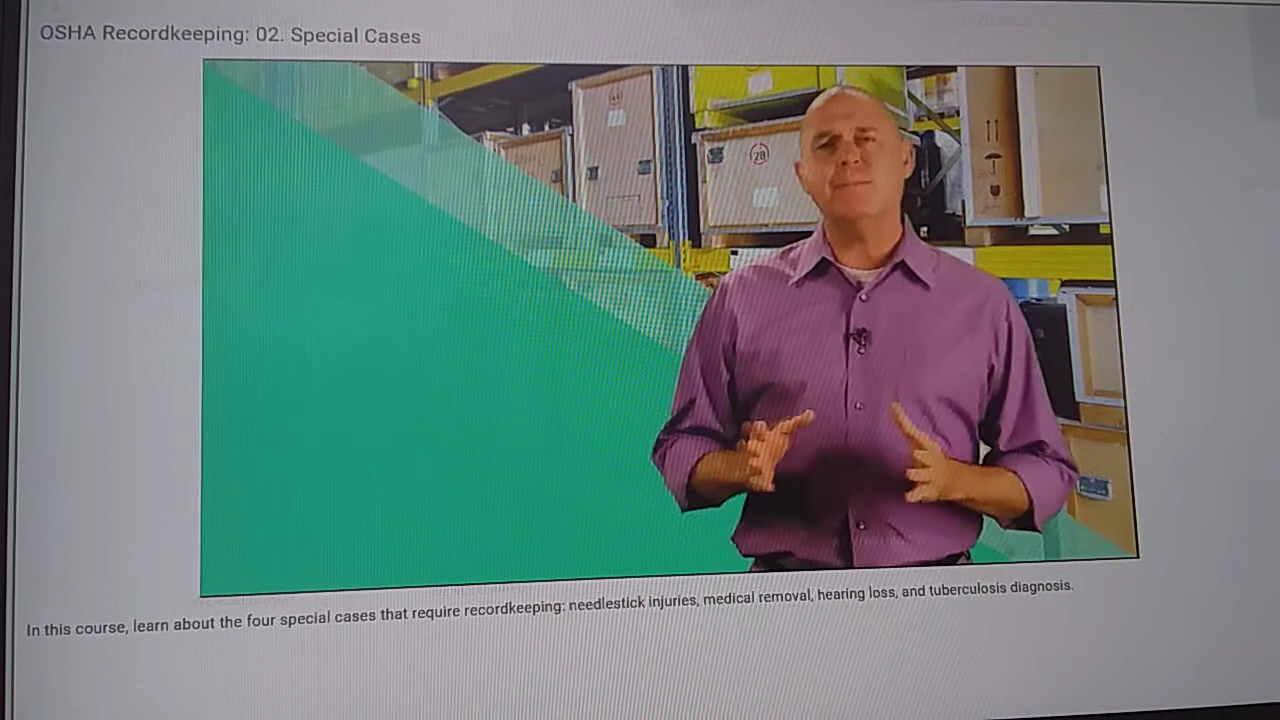 OSHA Recordkeeping: 02. Special Cases
28
In this course, learn about the four special cases that require recordkeeping: needlestick injuries, medical removal, hearing loss, and tuberculosis diagnosis.